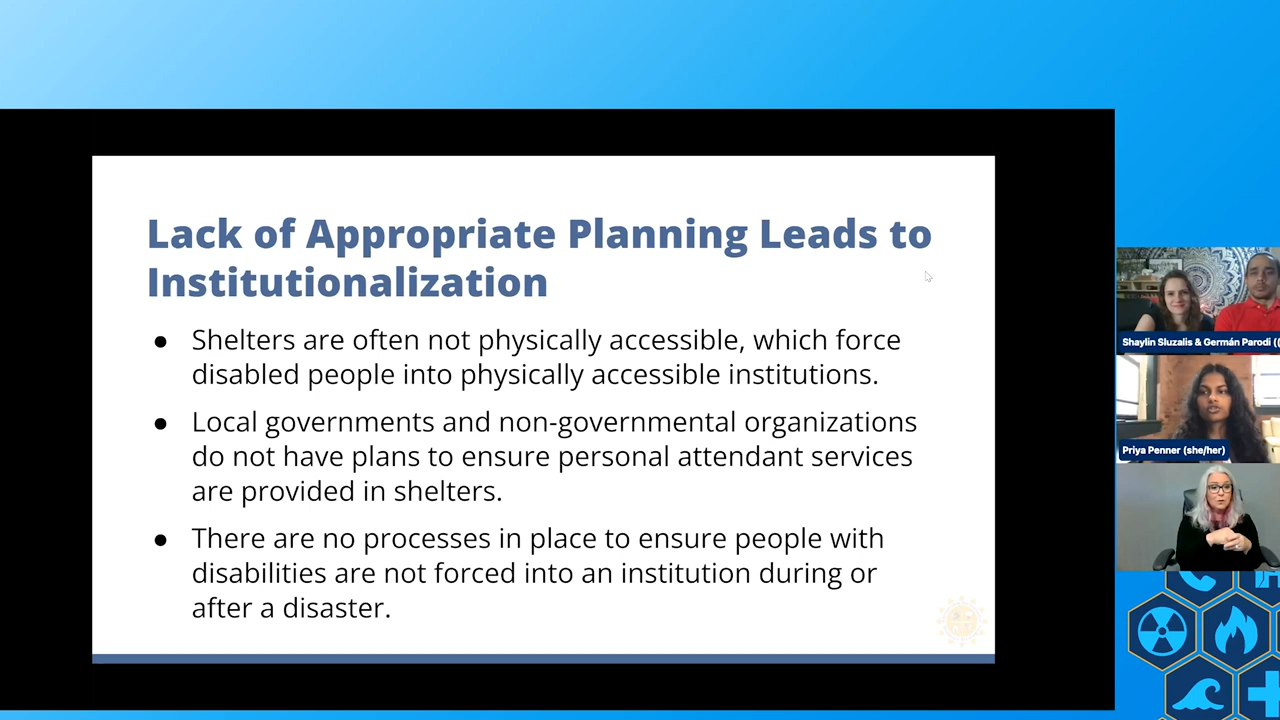 Lack of Appropriate Planning Leads to
Institutionalization
● Shelters are often not physically accessible, which force
disabled people into physically accessible institutions.
● Local governments and non-governmental organizations
do not have plans to ensure personal attendant services
are provided in shelters.
● There are no processes in place to ensure people with
disabilities are not forced into an institution during or
after a disaster.
Shaylin Sluzalis & Germán Parodi ((
Priya Penner (she/her)